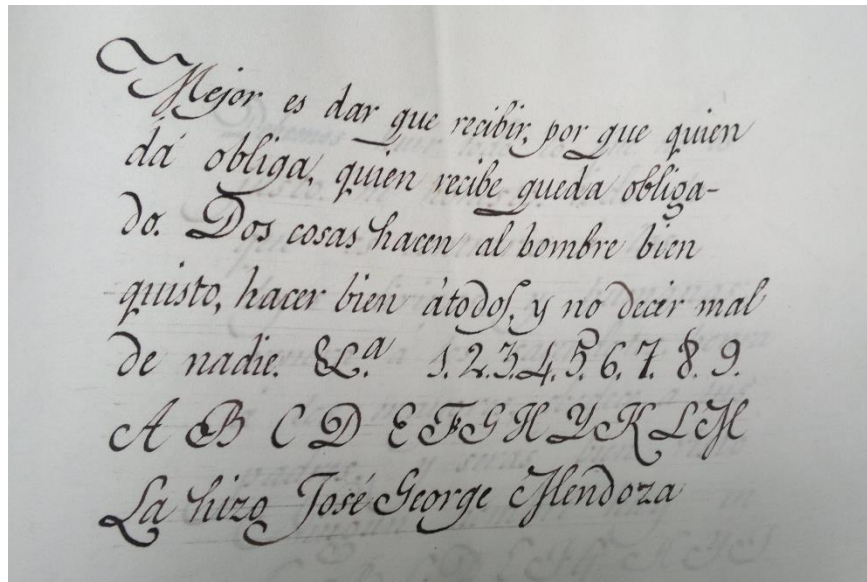 Mejor es dar que recibir, por que quien
dá obliga, quien recibe queda obliga-
do. Dos cosas hacen al hombre bien
quisto, hacer bien átodos, y no decir mal
de nadie. &c.ª 1.2.3.4.5.6.7.8.9.
A B C D E F G H Y K L M
La hizo José George Mendoza